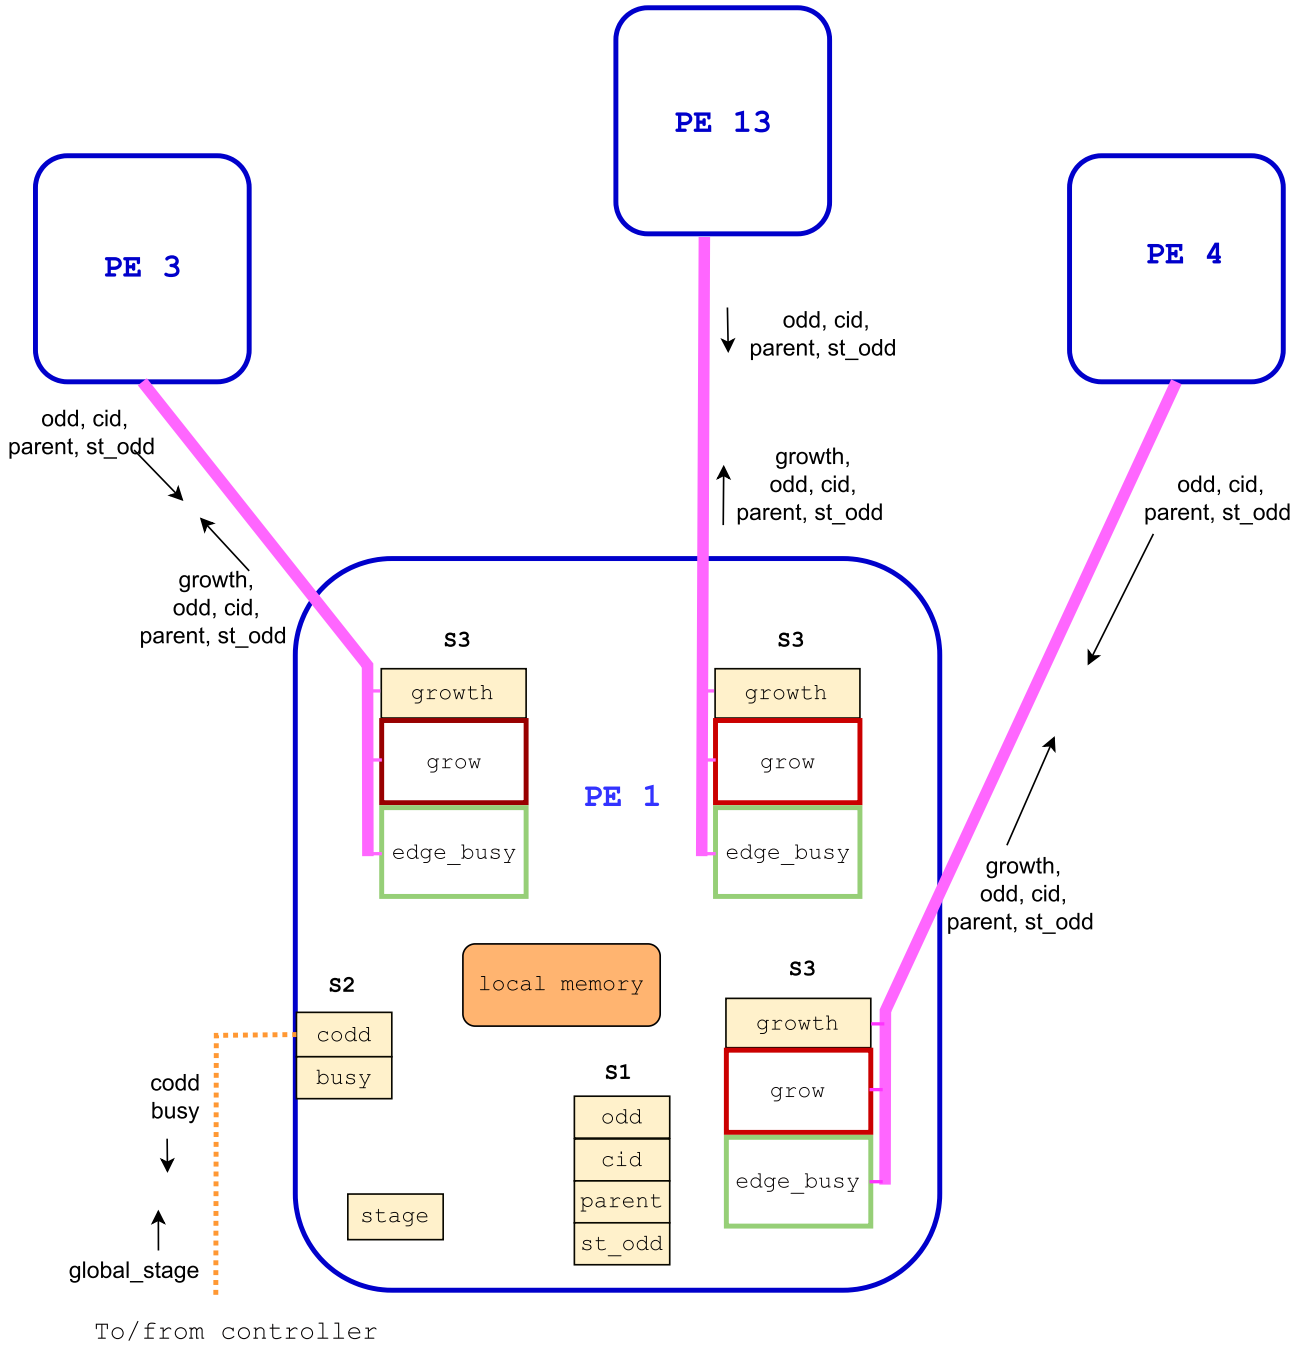 PE 13
PE 3
PE 4
odd, cid,
parent, st_odd
odd, cid,
parent, st_odd
growth,
odd, cid,
parent, st_odd
odd, cid,
parent, st_odd
growth,
odd, cid,
parent, st_odd
S3
growth
grow
edge_busy
PE 1
S3
growth
grow
edge_busy
growth,
odd, cid,
parent, st_odd
local memory
S3
growth
grow
edge_busy
S2
codd
busy
codd
busy
S1
odd
cid
parent
st_odd
stage
global_stage
To/from controller